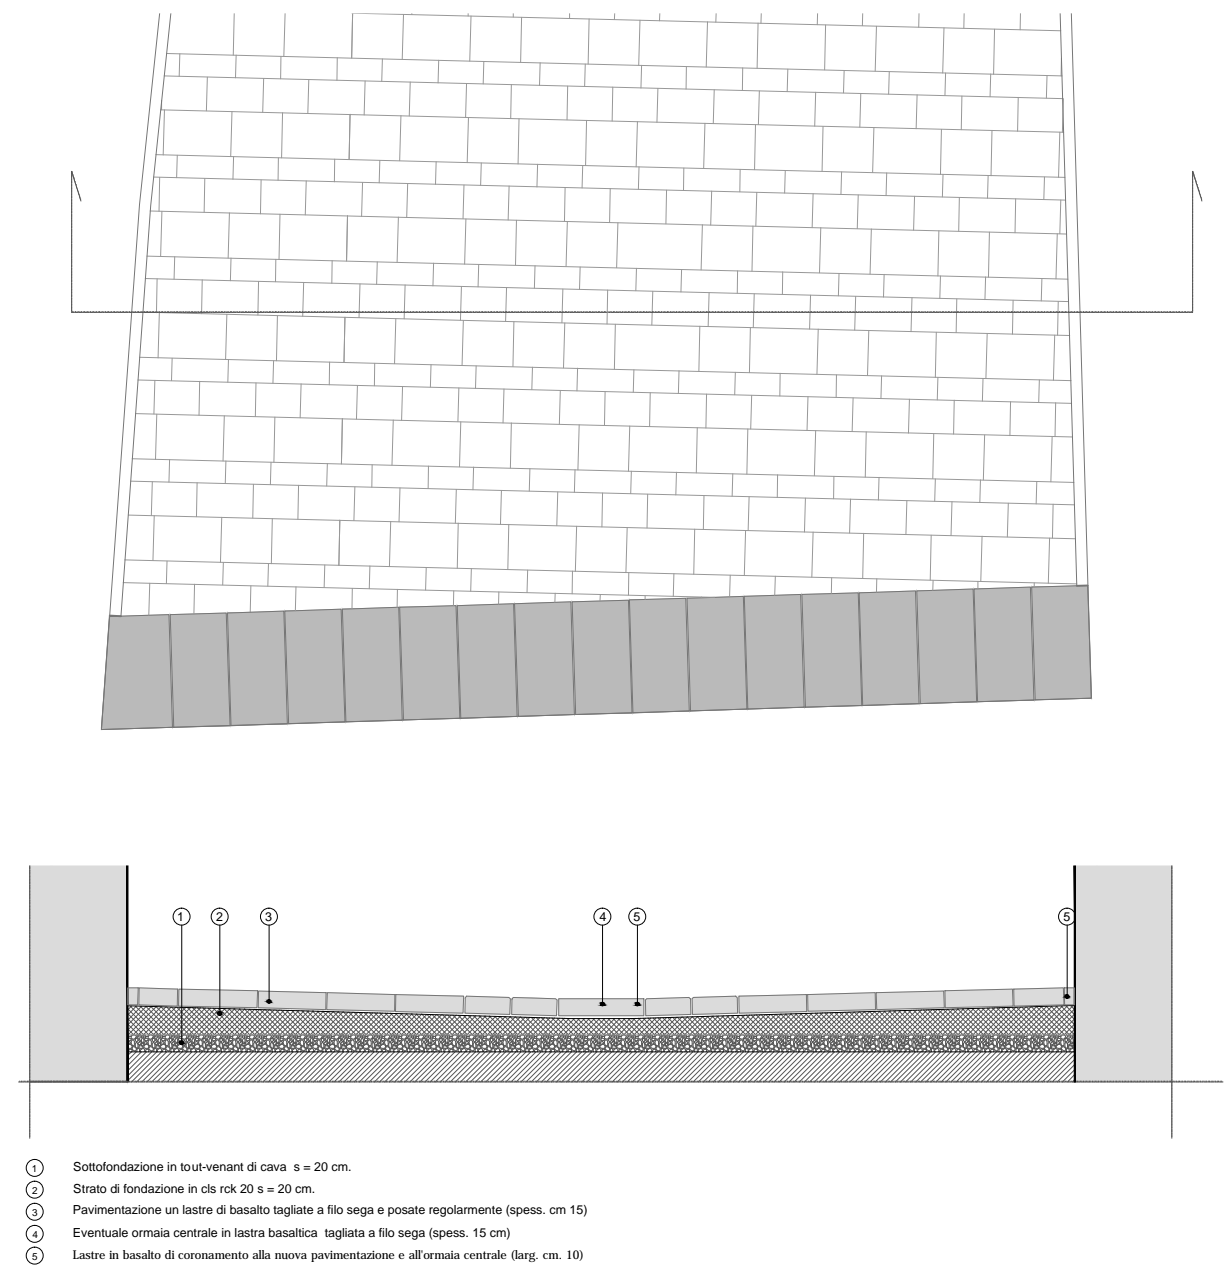 1 2 3 4 5 5
1 Sottofondazione in tout-venant di cava s = 20 cm.
2 Strato di fondazione in cls rck 20 s = 20 cm.
3 Pavimentazione un lastre di basalto tagliate a filo sega e posate regolarmente (spess. cm 15)
4 Eventuale ormaia centrale in lastra basaltica tagliata a filo sega (spess. 15 cm)
5 Lastre in basalto di coronamento alla nuova pavimentazione e all'ormaia centrale (larg. cm. 10)